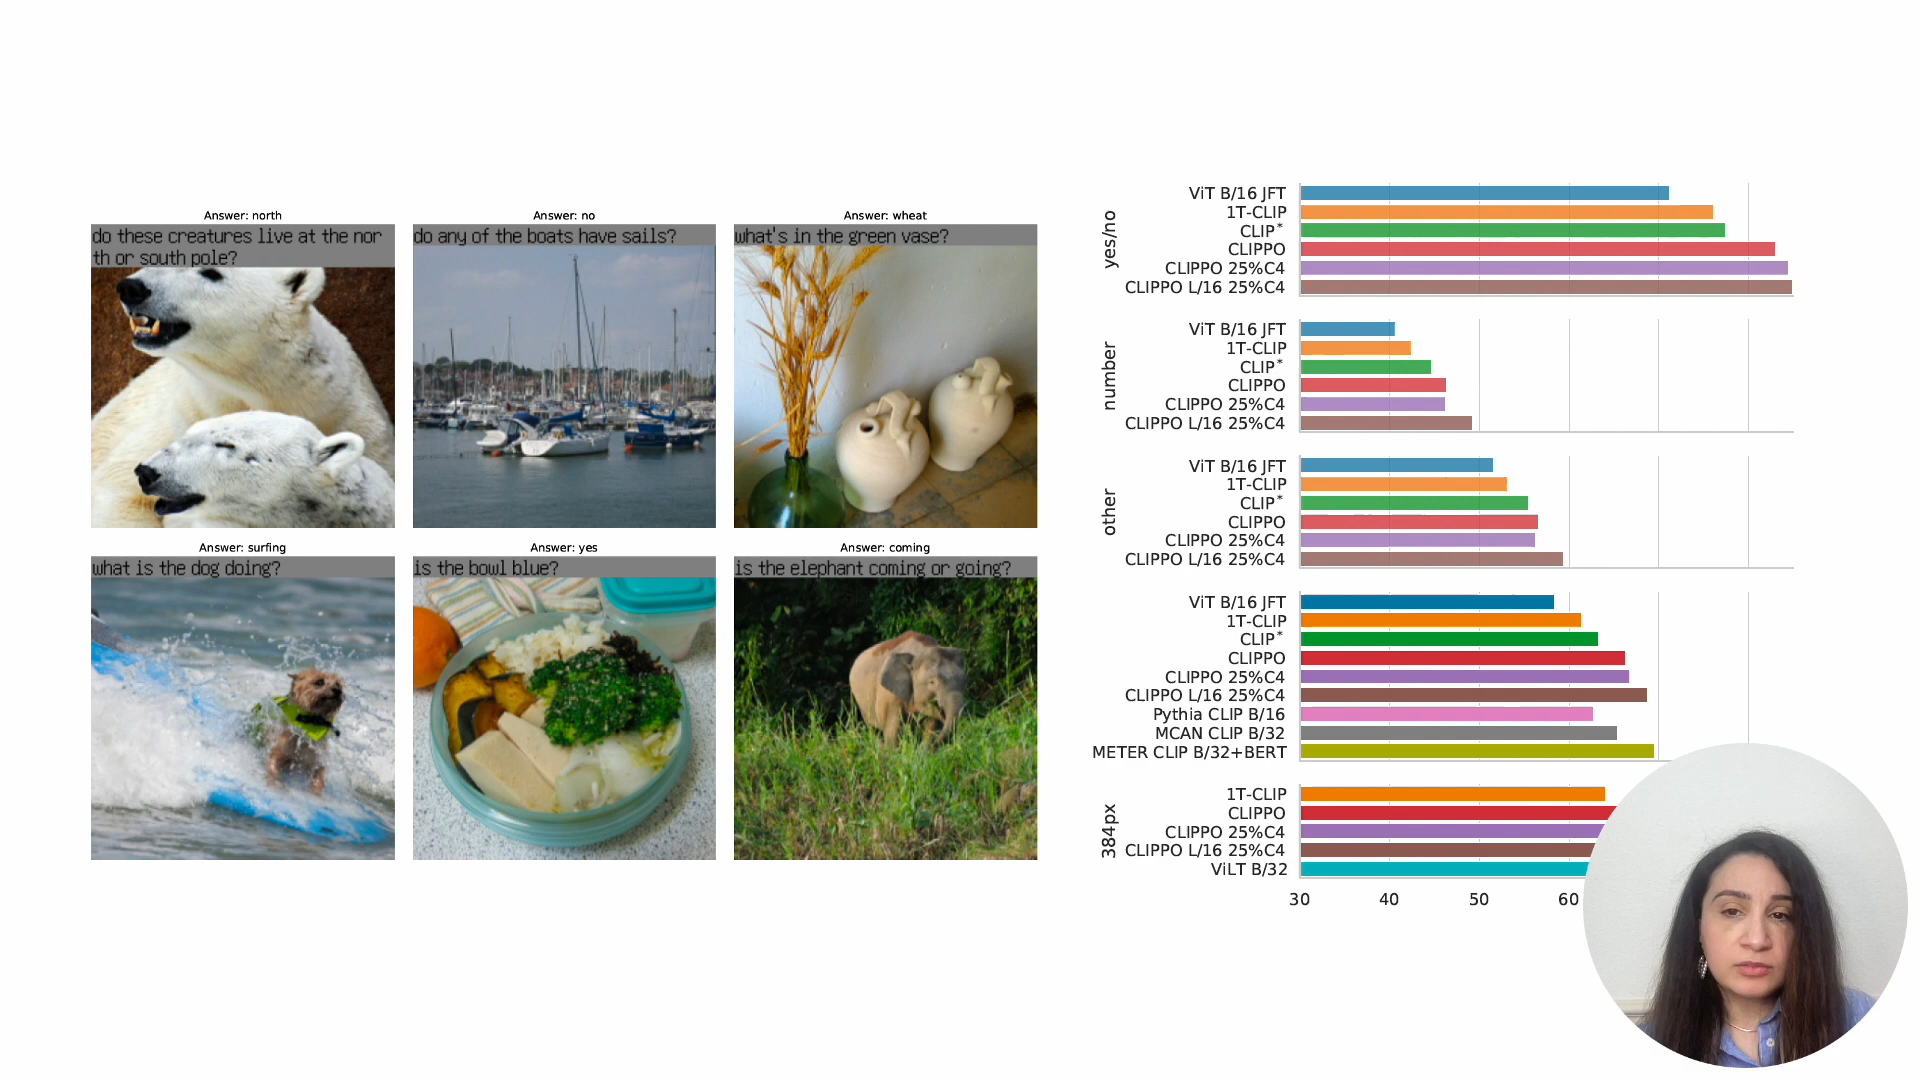 Answer: north
do these creatures live at the nor
th or south pole?
Answer: no
do any of the boats have sails?
Answer: wheat
what's in the green vase?
Answer: surfing
what is the dog doing?
Answer: yes
is the bowl blue?
Answer: coming
is the elephant coming or going?
yes/no
ViT B/16 JFT
1T-CLIP
CLIP*
CLIPPO
CLIPPO 25%C4
CLIPPO L/16 25%C4
number
ViT B/16 JFT
1T-CLIP
CLIP*
CLIPPO
CLIPPO 25%C4
CLIPPO L/16 25%C4
other
ViT B/16 JFT
1T-CLIP
CLIP*
CLIPPO
CLIPPO 25%C4
CLIPPO L/16 25%C4
ViT B/16 JFT
1T-CLIP
CLIP*
CLIPPO
CLIPPO 25%C4
CLIPPO L/16 25%C4
Pythia CLIP B/16
MCAN CLIP B/32
METER CLIP B/32+BERT
384px
1T-CLIP
CLIPPO
CLIPPO 25%C4
CLIPPO L/16 25%C4
ViLT B/32
30 40 50 60